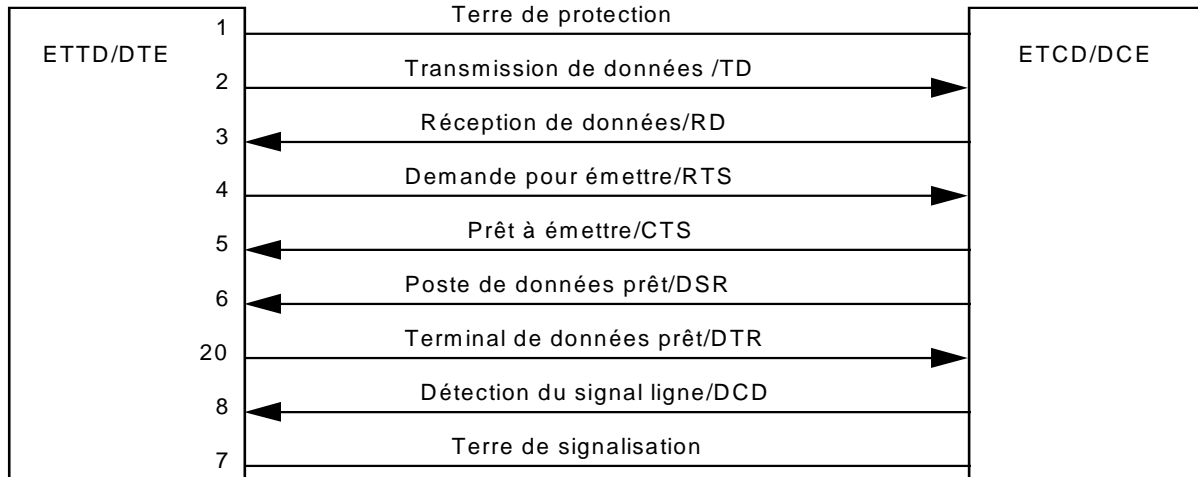 Terre de protection
1
ETTD/DTE
ETCD/DCE
Transmission de données /TD
2
Réception de données/RD
3
Demande pour émettre/RTS
4
Prêt à émettre/CTS
5
Poste de données prêt/DSR
6
Terminal de données prêt/DTR
20
Détection du signal ligne/DCD
8
Terre de signalisation
7